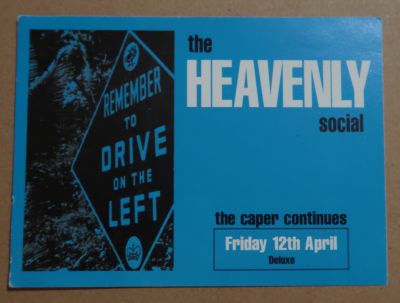 REMEMBER
TO
DRIVE
ON THE
LEFT
the
HEAVENLY
social
the caper continues
Friday 12th April
Deluxe